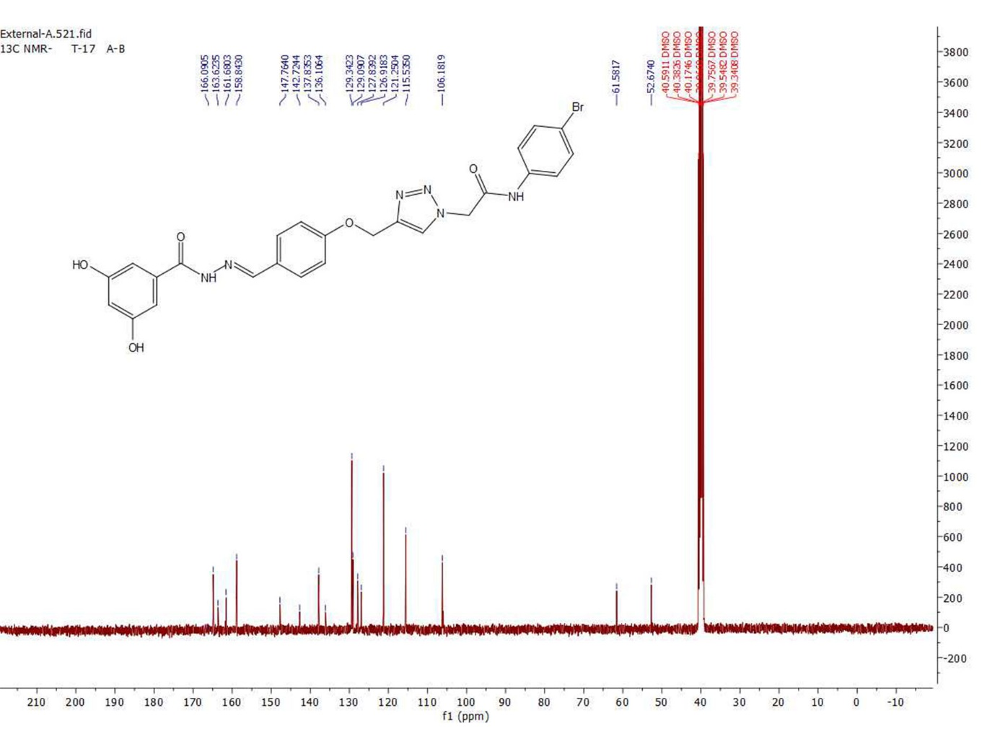 External-A.521.fid
13C NMR- T-17 A-B
166.0905
163.6235
161.6803
158.8430
147.7640
142.7244
137.8353
136.1064
129.3423
129.0907
127.8392
126.9183
121.2504
115.5350
106.1819
61.5817
52.6740
40.5911 DMSO
40.3826 DMSO
40.1746 DMSO
DMSO
39.7567 DMSO
39.5482 DMSO
39.3408 DMSO
Br
O
NH
N
N
N
O
O
N
NH
HO
OH
3800
3600
3400
3200
3000
2800
2600
2400
2200
2000
1800
1600
1400
1200
1000
800
600
400
200
0
-200
210 200 190 180 170 160 150 140 130 120 110 100 90 80 70 60 50 40 30 20 10 0 -10
f1 (ppm)